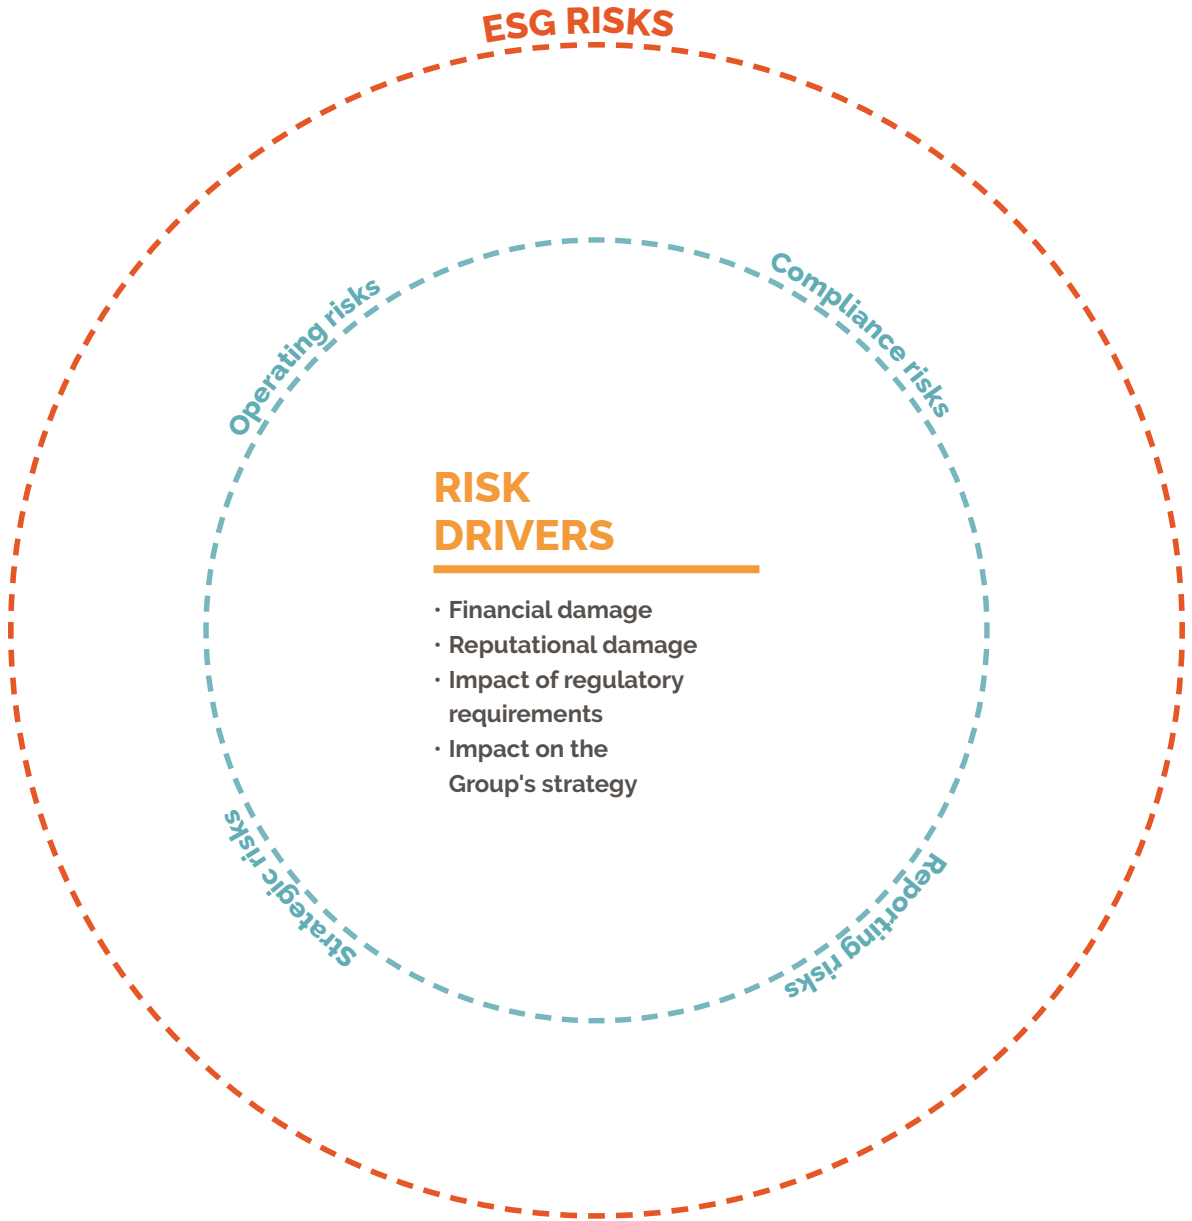 ESG RISKS
Operating risks
Compliance risks
RISK
DRIVERS
· Financial damage
· Reputational damage
· Impact of regulatory
requirements
· Impact on the
Group's strategy
Strategic risks
Reporting risks